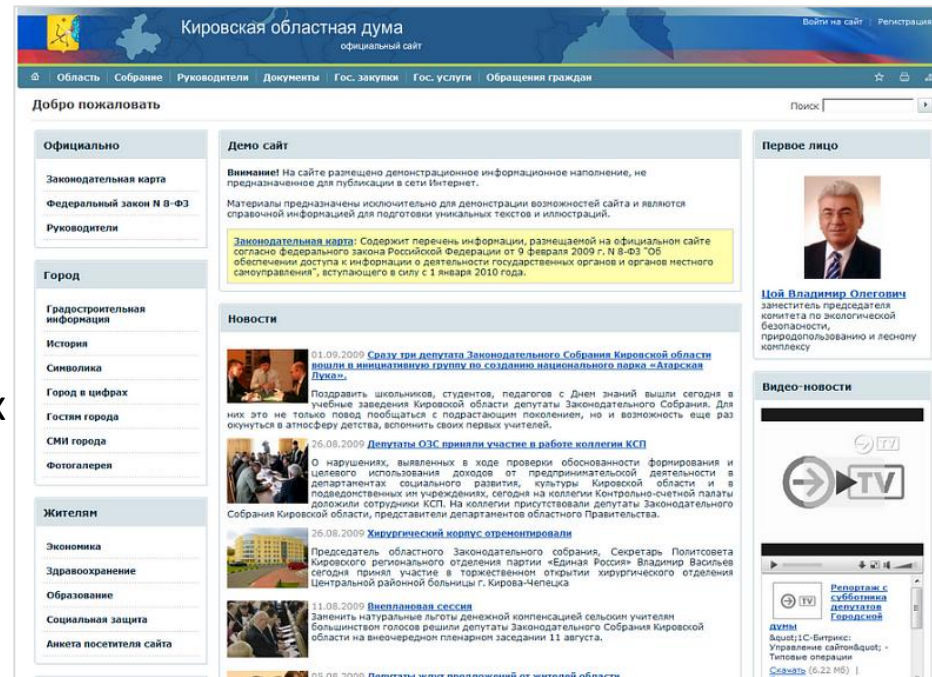 Кировская областная дума
официальный сайт
Войти на сайт | Регистрация
Область | Собрание | Руководители | Документы | Гос. закупки | Гос. услуги | Обращения граждан
Добро пожаловать
Поиск
Официально
Законодательная карта
Федеральный закон N 8-ФЗ
Руководители
Город
Градостроительная
информация
История
Символика
Город в цифрах
Гостям города
СМИ города
Фотогалерея
Жителям
Экономика
Здравоохранение
Образование
Социальная защита
Анкета посетителя сайта
х
Демо сайт
Внимание! На сайте размещено демонстрационное информационное наполнение, не
предназначенное для публикации в сети Интернет.
Материалы предназначены исключительно для демонстрации возможностей сайта и являются
справочной информацией для подготовки уникальных текстов и иллюстраций.
Законодательная карта: Содержит перечень информации, размещаемой на официальном сайте
согласно федерального закона Российской Федерации от 9 февраля 2009 г. N 8-ФЗ "Об
обеспечении доступа к информации о деятельности государственных органов и органов местного
самоуправления", вступающего в силу с 1 января 2010 года.
Новости
01.09.2009 Сразу три депутата Законодательного Собрания Кировской области
вошли в инициативную группу по созданию национального парка «Атарская
Лука».
Поздравить школьников, студентов, педагогов с Днем знаний вышли сегодня в
учебные заведения Кировской области депутаты Законодательного Собрания. Для
них это не только повод пообщаться с подрастающим поколением, но и возможность еще раз
окунуться в атмосферу детства, вспомнить своих первых учителей.
26.08.2009 Депутаты ОЗС приняли участие в работе коллегии КСП
О нарушениях, выявленных в ходе проверки обоснованности формирования и
целевого использования доходов от предпринимательской деятельности в
департаментах социального развития, культуры Кировской области и в
подведомственных им учреждениях, сегодня на коллегии Контрольно-счетной палаты
доложили сотрудники КСП. На коллегии присутствовали депутаты Законодательного
Собрания Кировской области, представители департаментов областного Правительства.
26.08.2009 Хирургический корпус отремонтировали
Председатель областного Законодательного собрания, Секретарь Политсовета
Кировского регионального отделения партии «Единая Россия» Владимир Васильев
сегодня принял участие в торжественном открытии хирургического отделения
Центральной районной больницы г. Кирова-Чепецка
11.08.2009 Внеплановая сессия
Заменить натуральные льготы денежной компенсацией сельским учителям
большинством голосов решили депутаты Законодательного Собрания Кировской
области на внеочередном пленарном заседании 11 августа.
05.08.2009 Депутаты ждут предложений от жителей области
Первое лицо
Цой Владимир Олегович
заместитель председателя
комитета по экологической
безопасности,
природопользованию и лесному
комплексу
Видео-новости
TV
TV
TV
Репортаж с
субботника
депутатов
Городской
думы
&quot;1С-Битрикс:
Управление сайтом&quot; -
Типовые операции
Скачать (6.22 Мб) |